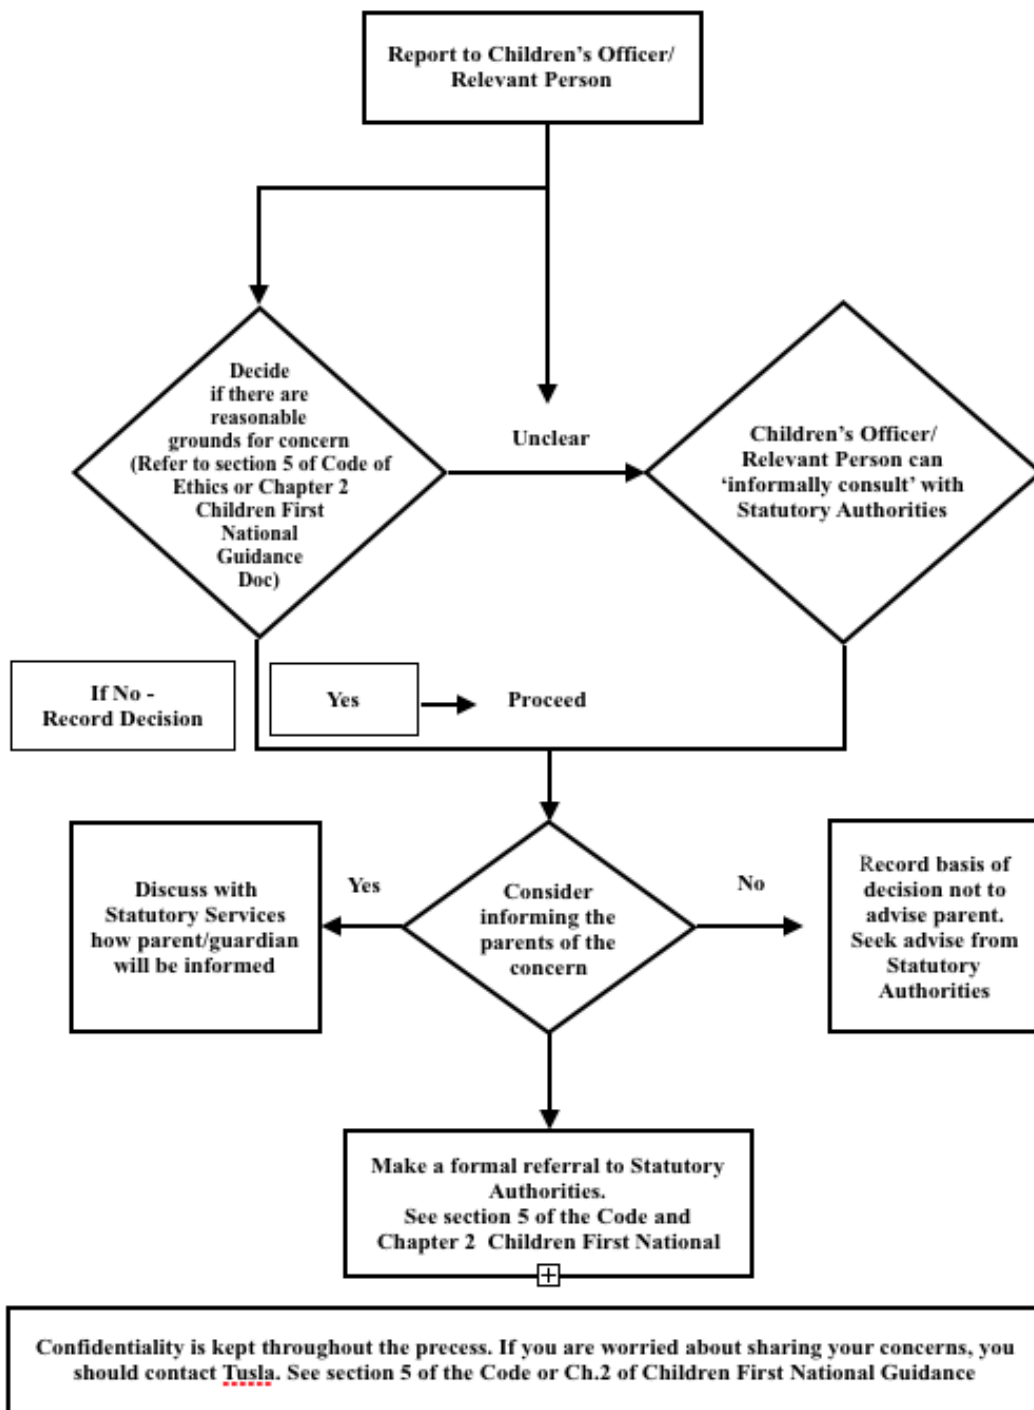 Report to Children's Officer/
Relevant Person
Decide
if there are
reasonable
grounds for concern
(Refer to section 5 of Code of
Ethics or Chapter 2
Children First
National
Guidance
Doc)
Unclear
Children's Officer/
Relevant Person can
‘informally consult’ with
Statutory Authorities
If No -
Record Decision
Yes
Proceed
Discuss with
Statutory Services
how parent/guardian
will be informed
Yes
Consider
informing the
parents of the
concern
No
Record basis of
decision not to
advise parent.
Seek advise from
Statutory
Authorities
Make a formal referral to Statutory
Authorities.
See section 5 of the Code and
Chapter 2 Children First National
Confidentiality is kept throughout the precess. If you are worried about sharing your concerns, you
should contact Tusla. See section 5 of the Code or Ch.2 of Children First National Guidance